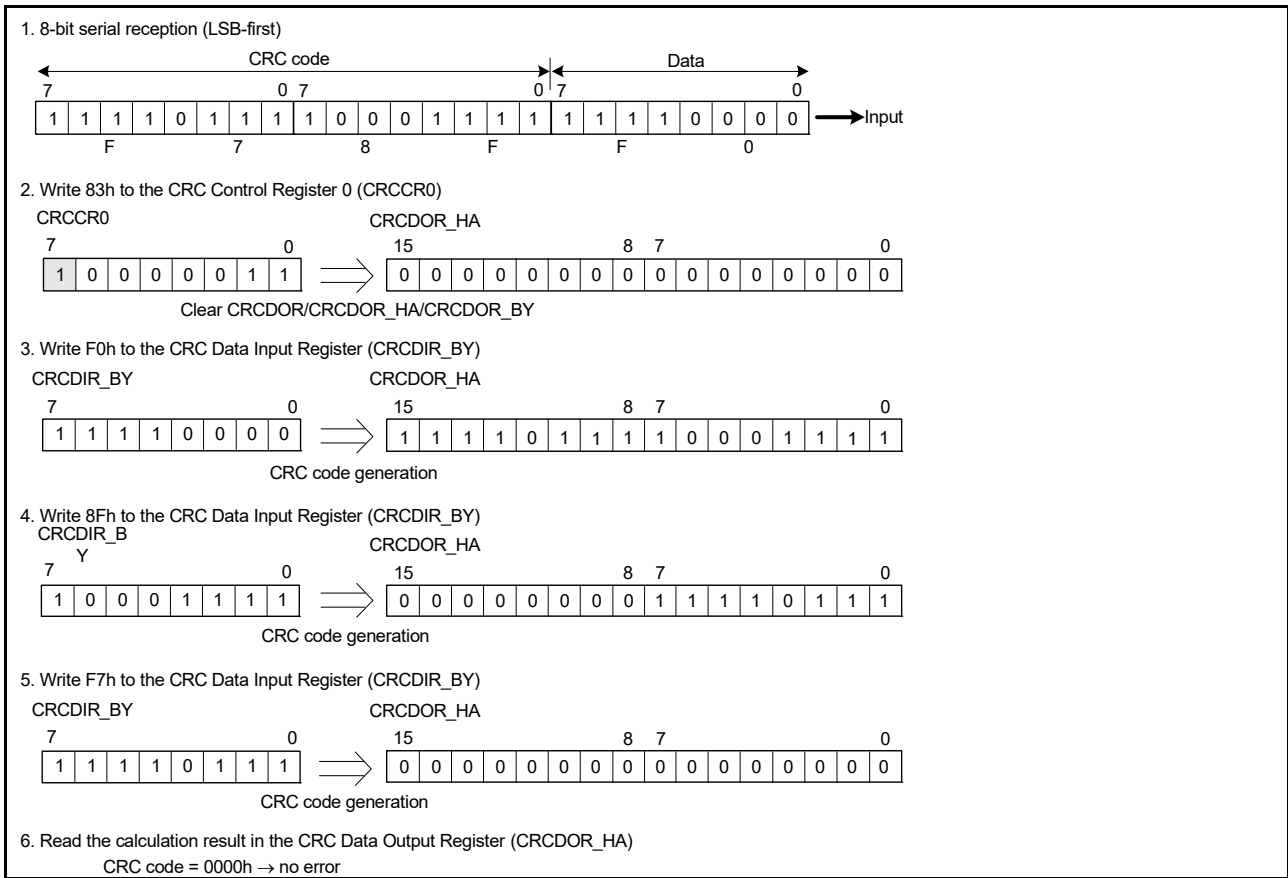 1. 8-bit serial reception (LSB-first)
CRC code Data
7 0 7 0 7 0
1 1 1 1 0 1 1 1 1 0 0 0 1 1 1 1 1 1 1 1 0 0 0 0 Input
F 7 8 F F 0
2. Write 83h to the CRC Control Register 0 (CRCCR0)
CRCCR0 CRCDOR_HA
7 0 15 8 7 0
1 0 0 0 0 0 1 1 0 0 0 0 0 0 0 0 0 0 0 0 0 0 0 0
Clear CRCDOR/CRCDOR_HA/CRCDOR_BY
3. Write F0h to the CRC Data Input Register (CRCDIR_BY)
CRCDIR_BY CRCDOR_HA
7 0 15 8 7 0
1 1 1 1 0 0 0 0 1 1 1 1 0 1 1 1 1 0 0 0 1 1 1 1
CRC code generation
4. Write 8Fh to the CRC Data Input Register (CRCDIR_BY)
CRCDIR_B CRCDOR_HA
Y
7 0 15 8 7 0
1 0 0 0 1 1 1 1 0 0 0 0 0 0 0 0 1 1 1 1 0 1 1 1
CRC code generation
5. Write F7h to the CRC Data Input Register (CRCDIR_BY)
CRCDIR_BY CRCDOR_HA
7 0 15 8 7 0
1 1 1 1 0 1 1 1 0 0 0 0 0 0 0 0 0 0 0 0 0 0 0 0
CRC code generation
6. Read the calculation result in the CRC Data Output Register (CRCDOR_HA)
CRC code = 0000h → no error